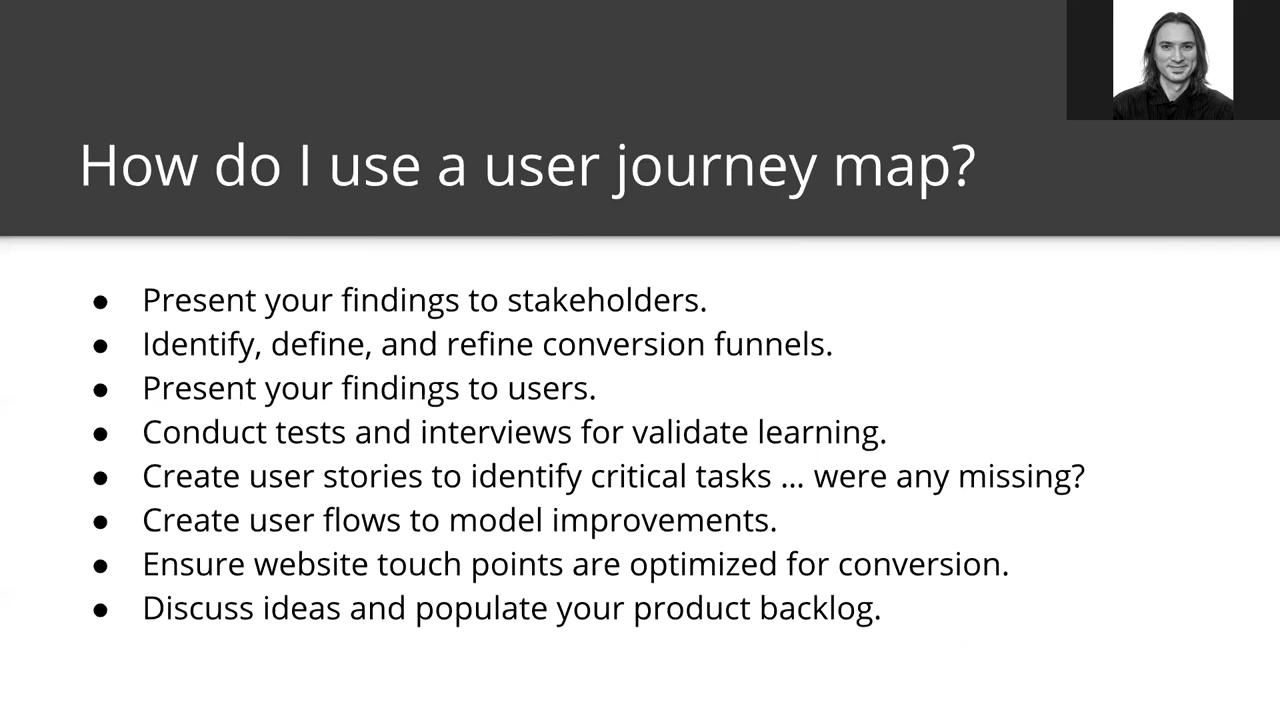 How do I use a user journey map?
● Present your findings to stakeholders.
● Identify, define, and refine conversion funnels.
● Present your findings to users.
● Conduct tests and interviews for validate learning.
● Create user stories to identify critical tasks ... were any missing?
● Create user flows to model improvements.
● Ensure website touch points are optimized for conversion.
● Discuss ideas and populate your product backlog.